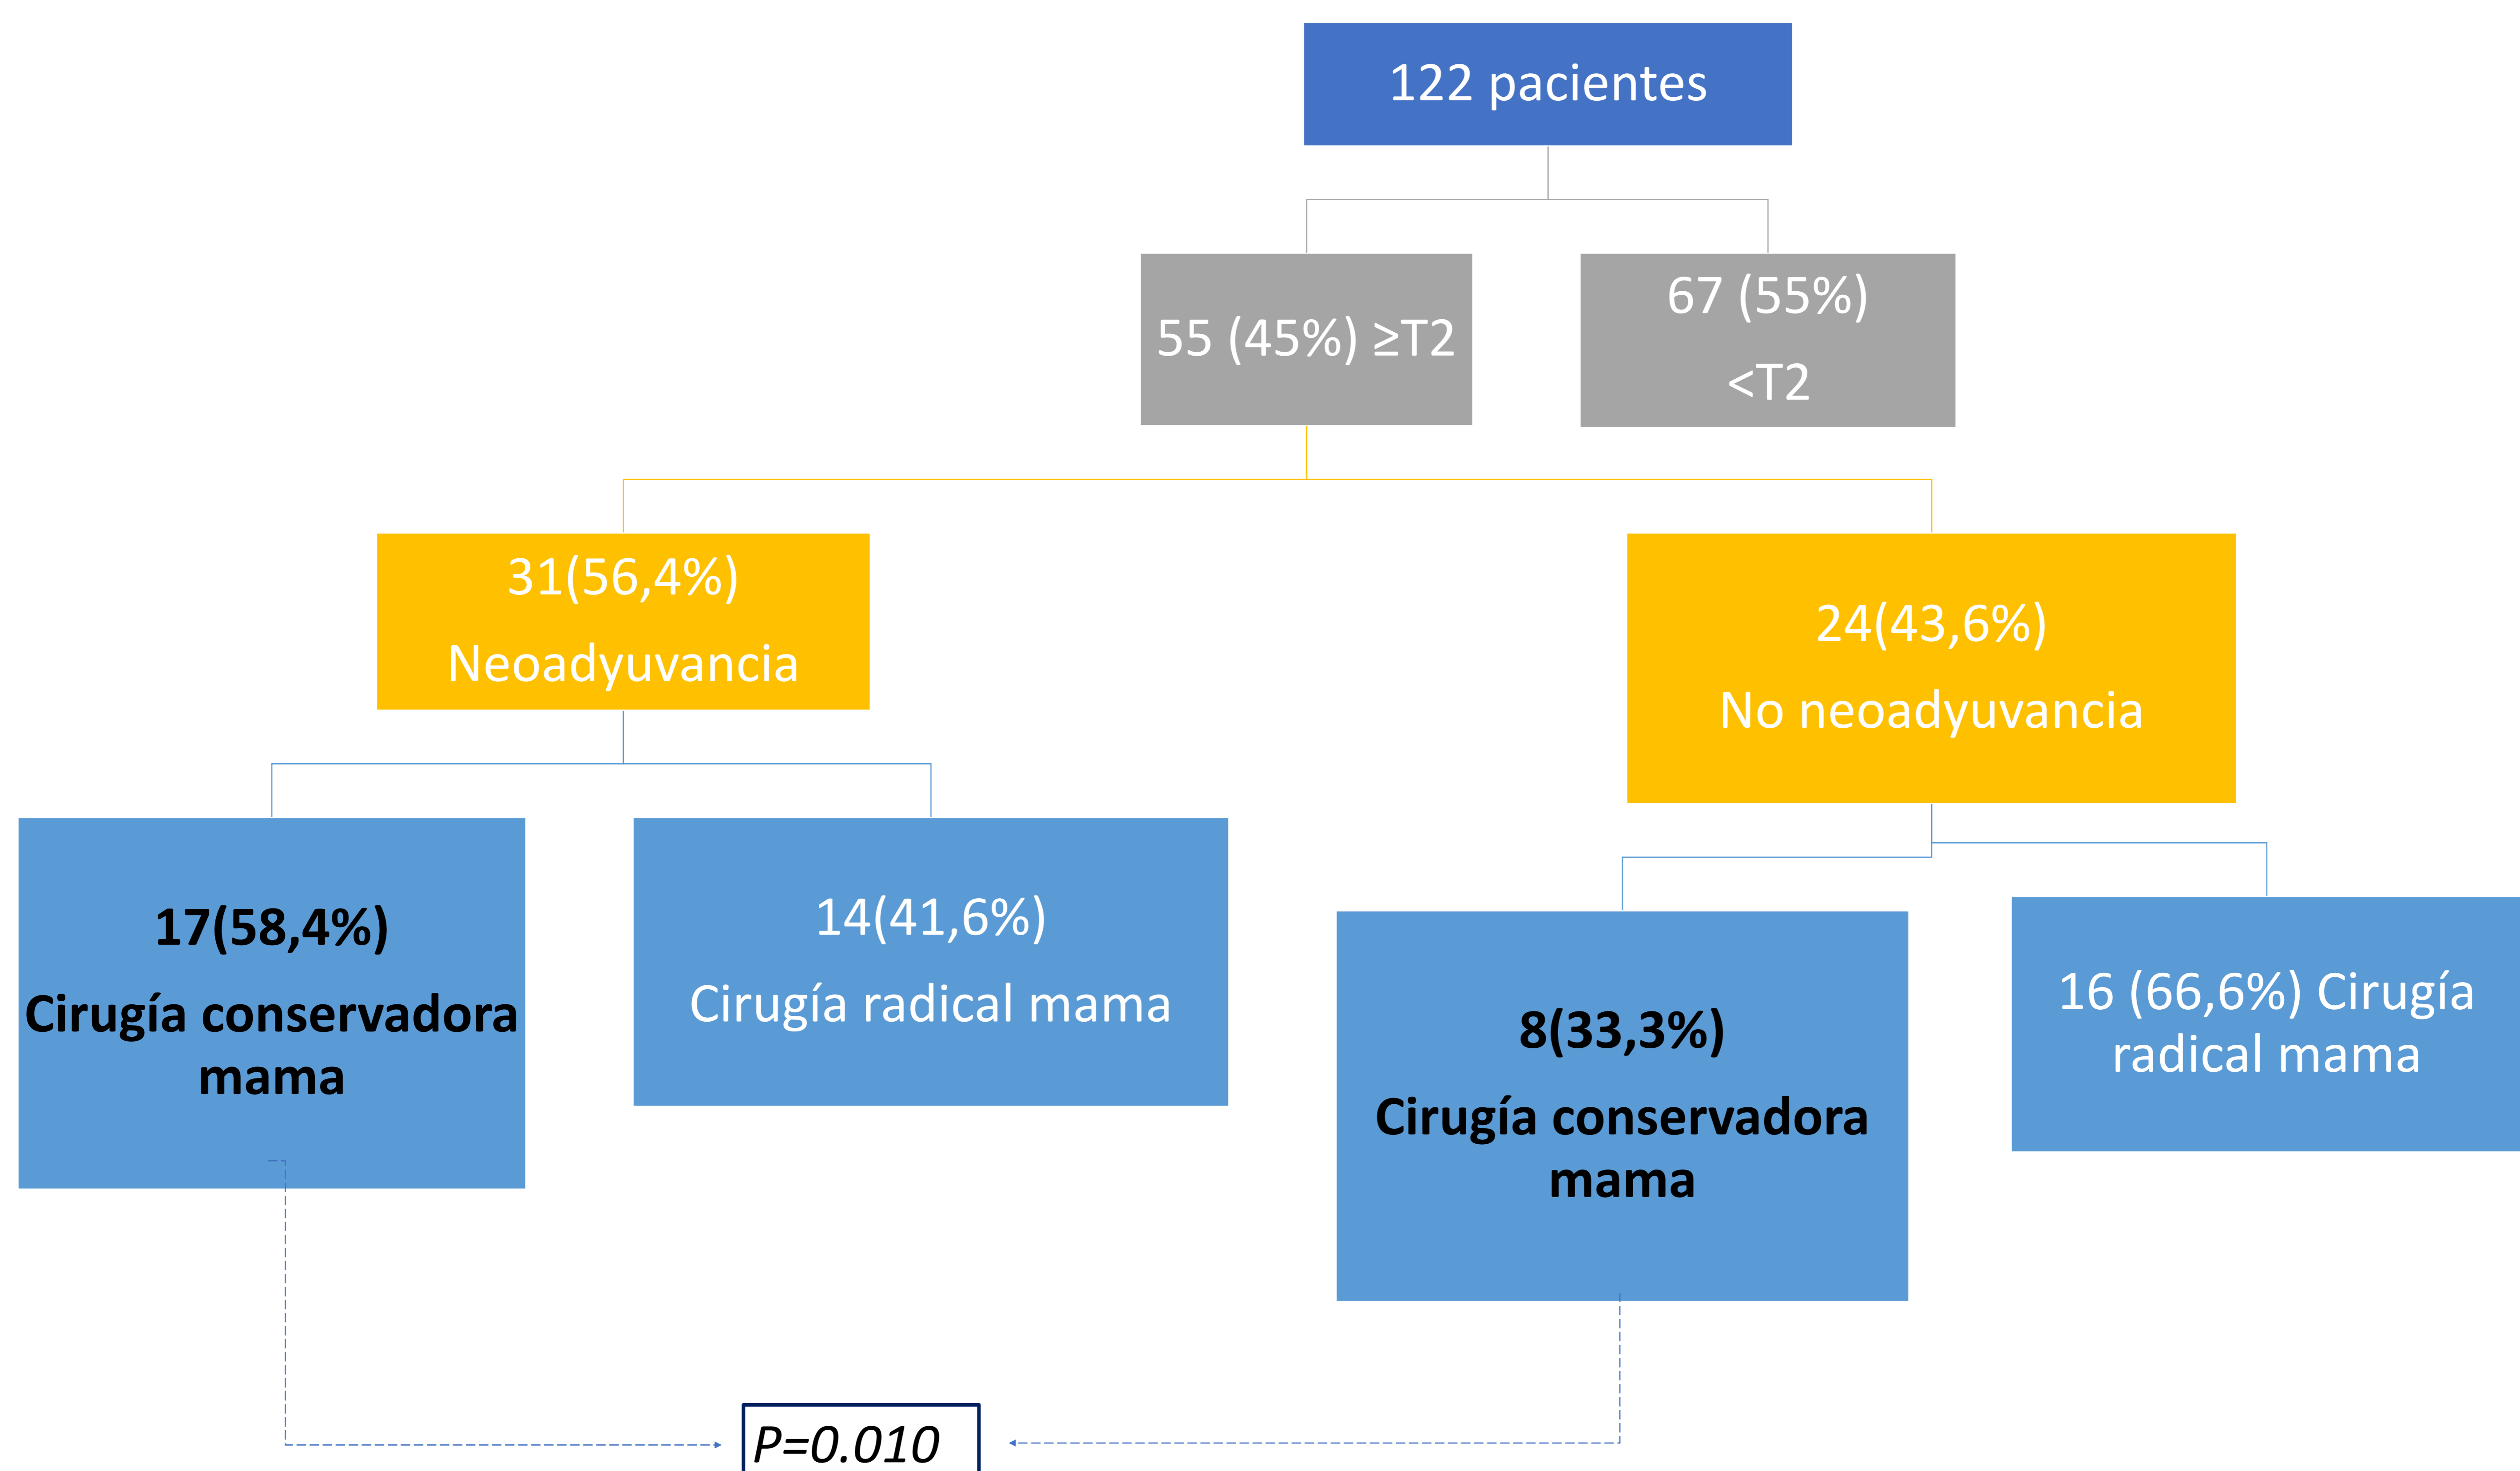 122 pacientes
55 (45%) ≥T2
67 (55%)
<T2
31(56,4%)
Neoadyuvancia
24(43,6%)
No neoadyuvancia
17(58,4%)
Cirugía conservadora
mama
14(41,6%)
Cirugía radical mama
8(33,3%)
Cirugía conservadora
mama
16 (66,6%) Cirugía
radical mama
P=0.010